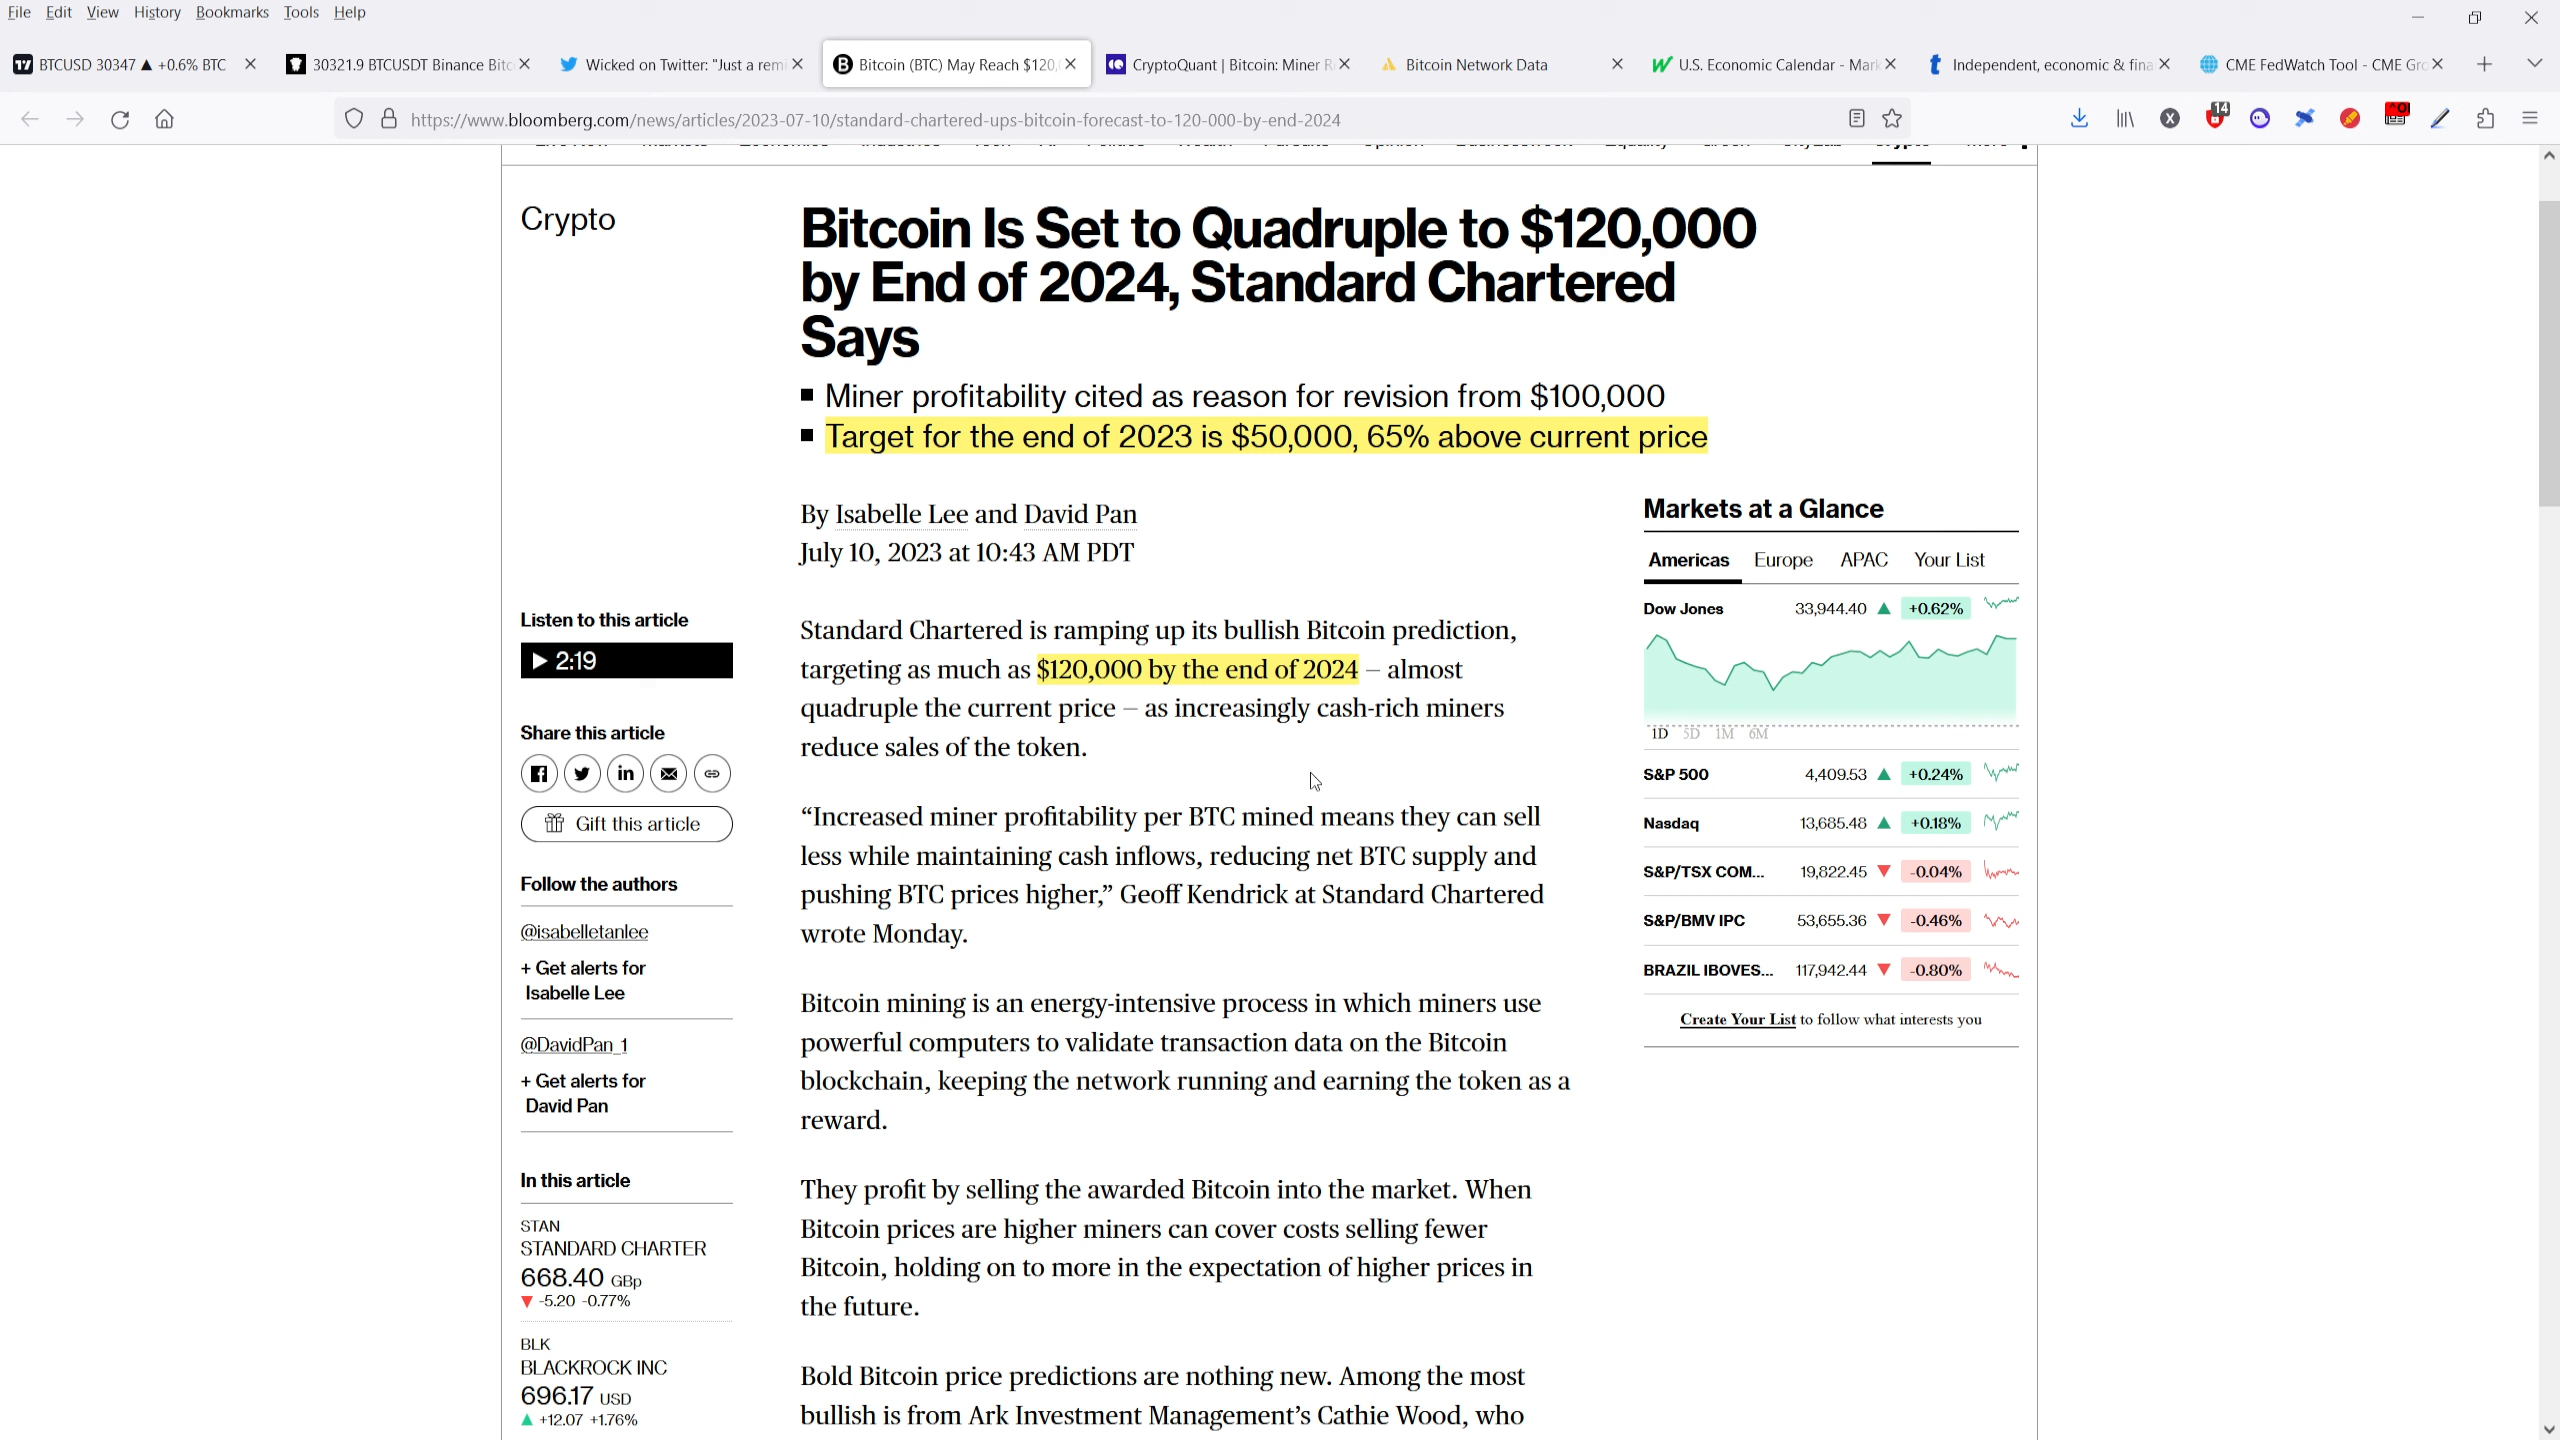 File Edit View History Bookmarks Tools Help
BTCUSD 30347 ▲ +0.6% BTC
30321.9 BTCUSDT Binance Bitc
Wicked on Twitter: "Just a remi
Bitcoin (BTC) May Reach $120,
CryptoQuant | Bitcoin: Miner R
Bitcoin Network Data
U.S. Economic Calendar - Mark
Independent, economic & fina
CME FedWatch Tool - CME Gro
https://www.bloomberg.com/news/articles/2023-07-10/standard-chartered-ups-bitcoin-forecast-to-120-000-by-end-2024
14
Crypto
Bitcoin Is Set to Quadruple to $120,000
by End of 2024, Standard Chartered
Says
Miner profitability cited as reason for revision from $100,000
Target for the end of 2023 is $50,000, 65% above current price
By Isabelle Lee and David Pan
July 10, 2023 at 10:43 AM PDT
Listen to this article
2:19
Share this article
Gift this article
Follow the authors
@isabelletanlee
+ Get alerts for
Isabelle Lee
@DavidPan_1
+ Get alerts for
David Pan
In this article
STAN
STANDARD CHARTER
668.40 GBp
▼ -5.20 -0.77%
BLK
BLACKROCK INC
696.17 USD
▲ +12.07 +1.76%
Standard Chartered is ramping up its bullish Bitcoin prediction,
targeting as much as $120,000 by the end of 2024 — almost
quadruple the current price — as increasingly cash-rich miners
reduce sales of the token.
“Increased miner profitability per BTC mined means they can sell
less while maintaining cash inflows, reducing net BTC supply and
pushing BTC prices higher,” Geoff Kendrick at Standard Chartered
wrote Monday.
Bitcoin mining is an energy-intensive process in which miners use
powerful computers to validate transaction data on the Bitcoin
blockchain, keeping the network running and earning the token as a
reward.
They profit by selling the awarded Bitcoin into the market. When
Bitcoin prices are higher miners can cover costs selling fewer
Bitcoin, holding on to more in the expectation of higher prices in
the future.
Bold Bitcoin price predictions are nothing new. Among the most
bullish is from Ark Investment Management’s Cathie Wood, who
Markets at a Glance
Americas Europe APAC Your List
Dow Jones 33,944.40 ▲ +0.62%
1D 5D 1M 6M
S&P 500 4,409.53 ▲ +0.24%
Nasdaq 13,685.48 ▲ +0.18%
S&P/TSX COM... 19,822.45 ▼ -0.04%
S&P/BMV IPC 53,655.36 ▼ -0.46%
BRAZIL IBOVES... 117,942.44 ▼ -0.80%
Create Your List to follow what interests you